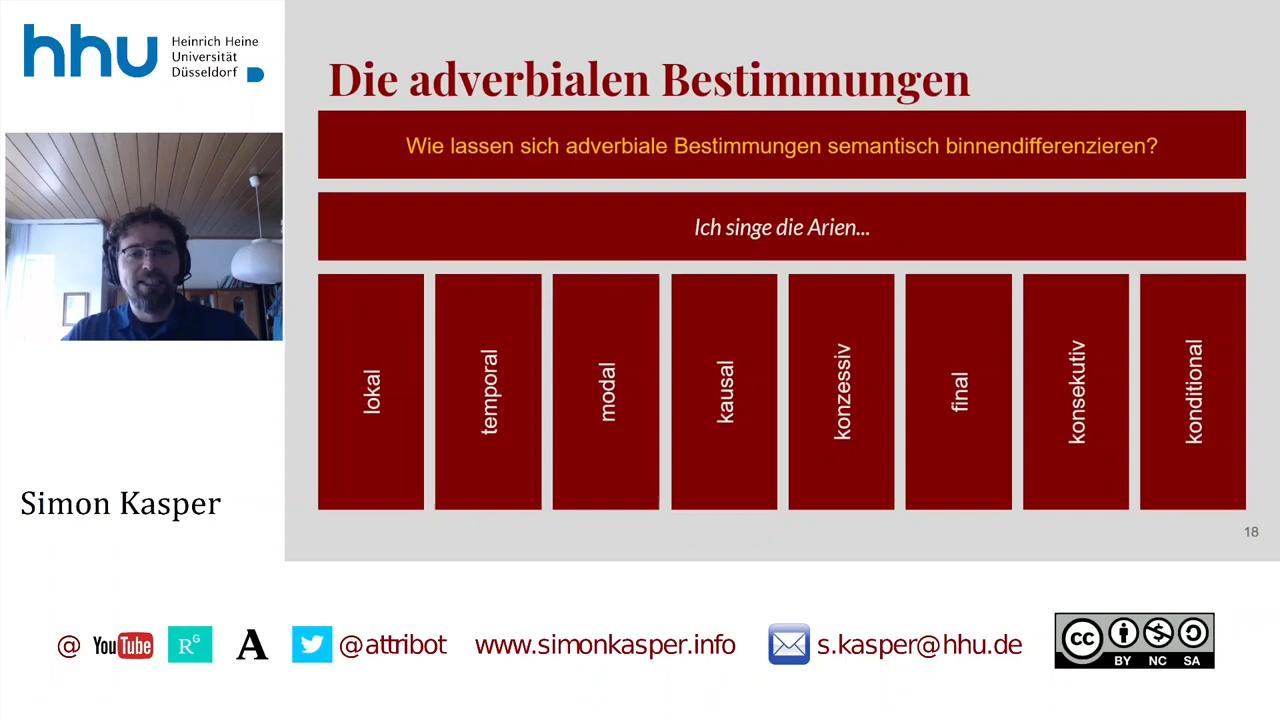 hhu Heinrich Heine
Universität
Düsseldorf
Die adverbialen Bestimmungen
Wie lassen sich adverbiale Bestimmungen semantisch binnendifferenzieren?
Ich singe die Arien...
lokal
temporal
modal
kausal
konzessiv
final
konsekutiv
konditional
18
Simon Kasper
@ YouTube RG A @attribot www.simonkasper.info s.kasper@hhu.de
cc BY NC SA